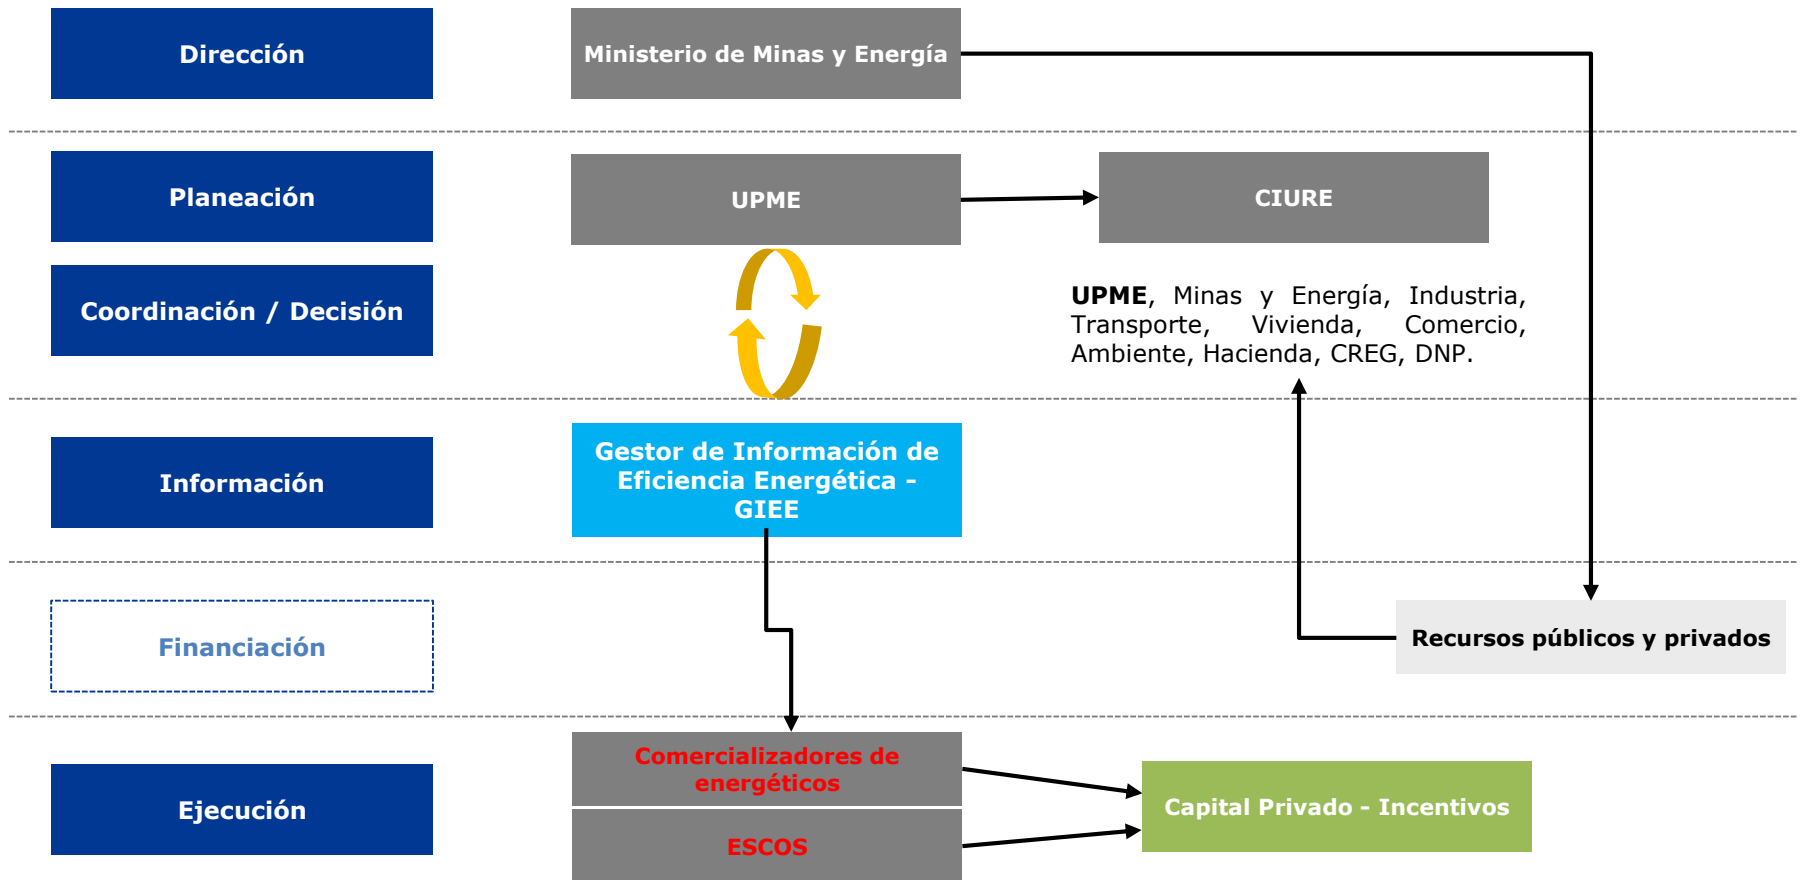 Dirección
Ministerio de Minas y Energía
Planeación
UPME
CIURE
Coordinación / Decisión
UPME, Minas y Energía, Industria,
Transporte, Vivienda, Comercio,
Ambiente, Hacienda, CREG, DNP.
Información
Gestor de Información de
Eficiencia Energética -
GIEE
Financiación
Recursos públicos y privados
Ejecución
Comercializadores de
energéticos
ESCOS
Capital Privado - Incentivos